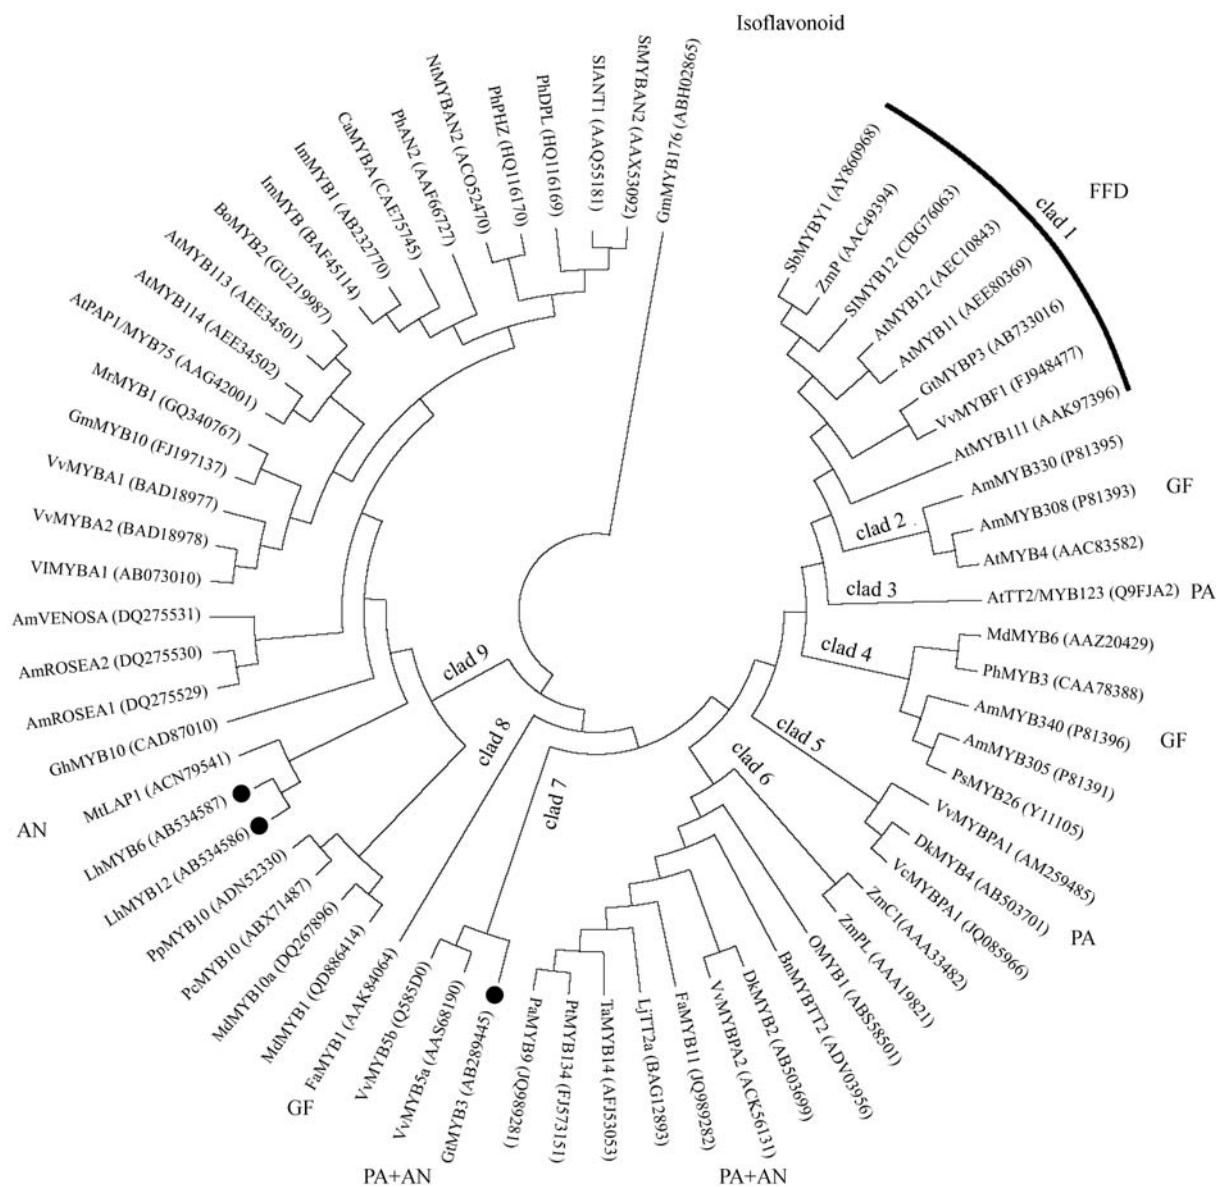 Isoflavonoid
GmMYB176 (ABH02865)
SbMYBY1 (AY860968)
ZmP (AAC49394)
SlMYB12 (CBG76063)
AtMYB12 (AEC10843)
AtMYB11 (AEE80369)
GtMYBP3 (AB733016)
VvMYBF1 (FJ948477)
AtMYB111 (AAK97396)
clad 1
FFD
AmMYB330 (P81395)
AmMYB308 (P81393)
AtMYB4 (AAC83582)
clad 2
GF
AtTT2/MYB123 (Q9FJA2)
clad 3
PA
MdMYB6 (AAZ20429)
PhMYB3 (CAA78388)
AmMYB340 (P81396)
AmMYB305 (P81391)
PsMYB26 (Y11105)
clad 4
GF
VvMYBPA1 (AM259485)
DkMYB4 (AB503701)
VcMYBPA1 (JQ085966)
clad 5
PA
ZmC1(AAA33482)
ZmPL (AAA19821)
OMYB1 (ABS58501)
BnMYBTT2 (ADV03956)
DkMYB2 (AB503699)
VvMYBPA2 (ACK56131)
FaMYB11 (JQ989282)
LjTT2a (BAG12893)
TaMYB14 (AFJ53053)
PtMYB134 (FJ573151)
PaMYB9 (JQ989281)
clad 6
PA+AN
GtMYB3 (AB289445)
VvMYB5a (AAS68190)
VvMYB5b (Q585D0)
clad 7
PA+AN
FaMYB1 (AAK84064)
clad 8
GF
MdMYB1 (QD886414)
MdMYB10a (DQ267896)
PcMYB10 (ABX71487)
PpMYB10 (ADN52330)
LhMYB12 (AB534586)
LhMYB6 (AB534587)
MtLAP1 (ACN79541)
GhMYB10 (CAD87010)
AmROSEA1 (DQ275529)
AmROSEA2 (DQ275530)
AmVENOSA (DQ275531)
VlMYBA1 (AB073010)
VvMYBA2 (BAD18978)
VvMYBA1 (BAD18977)
GmMYB10 (FJ197137)
MrMYB1 (GQ340767)
AtPAP1/MYB75 (AAG42001)
AtMYB114 (AEE34502)
AtMYB113 (AEE34501)
BoMYB2 (GU219987)
ImMYB (BAF45114)
ImMYB1 (AB232770)
CaMYBA (CAE75745)
PhAN2 (AAF66727)
NtMYBAN2 (ACO52470)
PhPHZ (HQ116170)
PhDPL (HQ116169)
SlANT1 (AAQ55181)
StMYBAN2 (AAX53092)
clad 9
AN